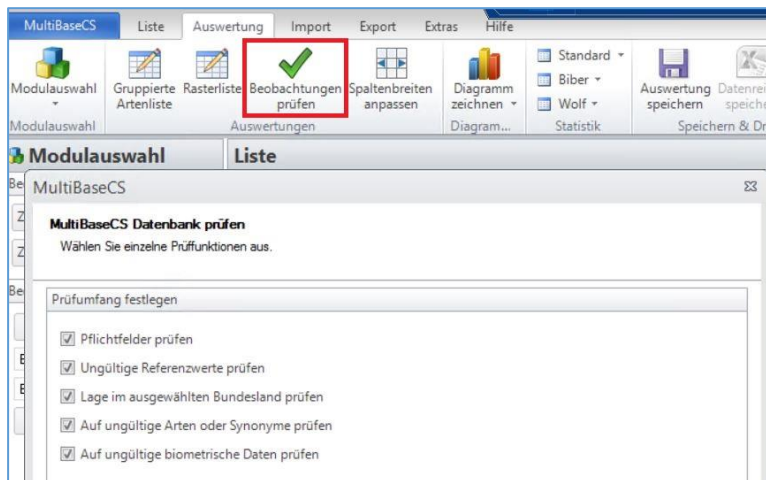 MultiBaseCS Liste Auswertung Import Export Extras Hilfe
Modulauswahl Gruppierte Artenliste Rasterliste Beobachtungen prüfen Spaltenbreiten anpassen Diagramm zeichnen Standard Biber Wolf Auswertung speichern
Modulauswahl Auswertungen Diagram... Statistik Speichern & Dr
Modulauswahl Liste
MultiBaseCS
MultiBaseCS Datenbank prüfen
Wählen Sie einzelne Prüffunktionen aus.
Prüfumfang festlegen
Pflichtfelder prüfen
Ungültige Referenzwerte prüfen
Lage im ausgewählten Bundesland prüfen
Auf ungültige Arten oder Synonyme prüfen
Auf ungültige biometrische Daten prüfen